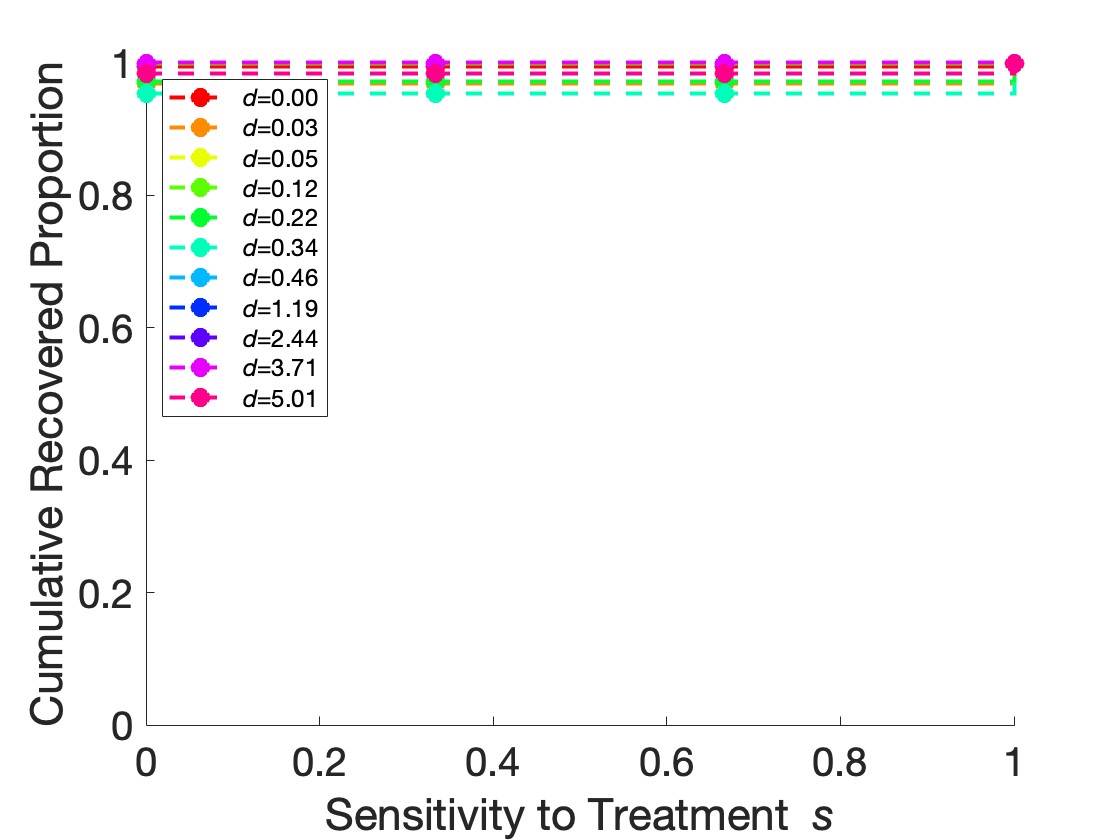 Cumulative Recovered Proportion
1
0.8
0.6
0.4
0.2
0
d=0.00
d=0.03
d=0.05
d=0.12
d=0.22
d=0.34
d=0.46
d=1.19
d=2.44
d=3.71
d=5.01
0 0.2 0.4 0.6 0.8 1
Sensitivity to Treatment s